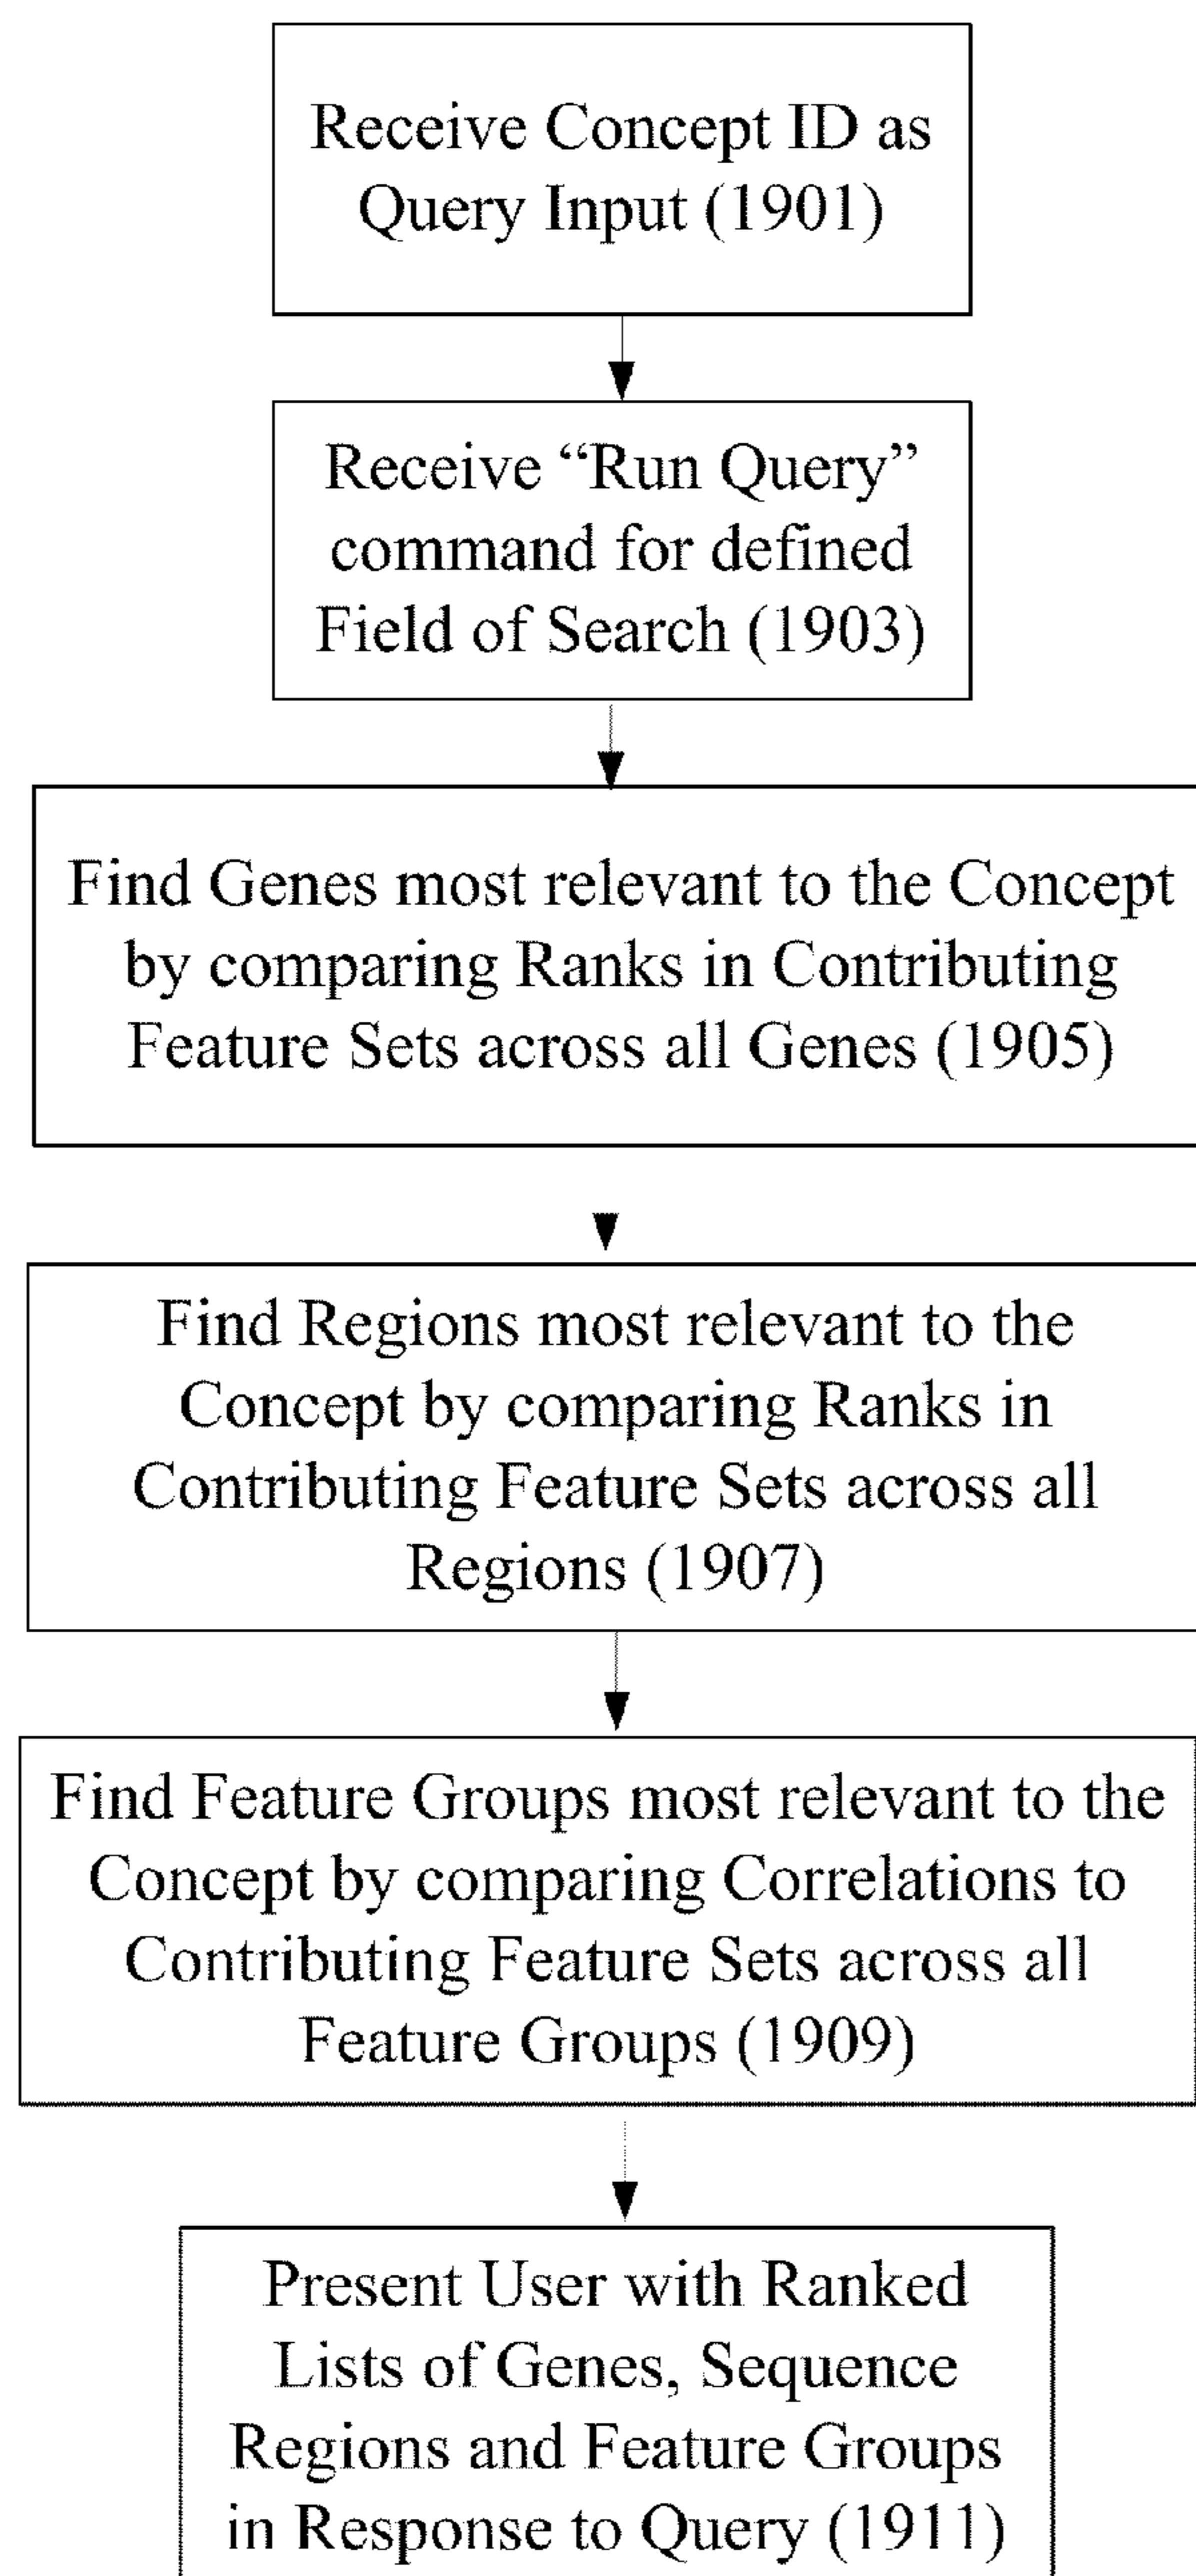 Receive Concept ID as
Query Input (1901)
Receive “Run Query”
command for defined
Field of Search (1903)
Find Genes most relevant to the Concept
by comparing Ranks in Contributing
Feature Sets across all Genes (1905)
Find Regions most relevant to the
Concept by comparing Ranks in
Contributing Feature Sets across all
Regions (1907)
Find Feature Groups most relevant to the
Concept by comparing Correlations to
Contributing Feature Sets across all
Feature Groups (1909)
Present User with Ranked
Lists of Genes, Sequence
Regions and Feature Groups
in Response to Query (1911)